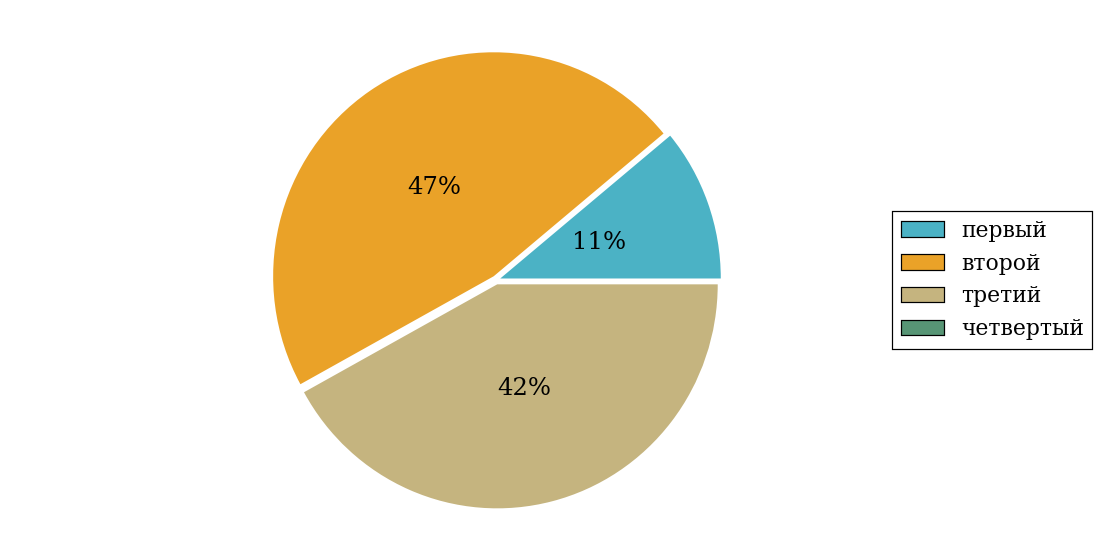 47%
11%
42%
первый
второй
третий
четвертый